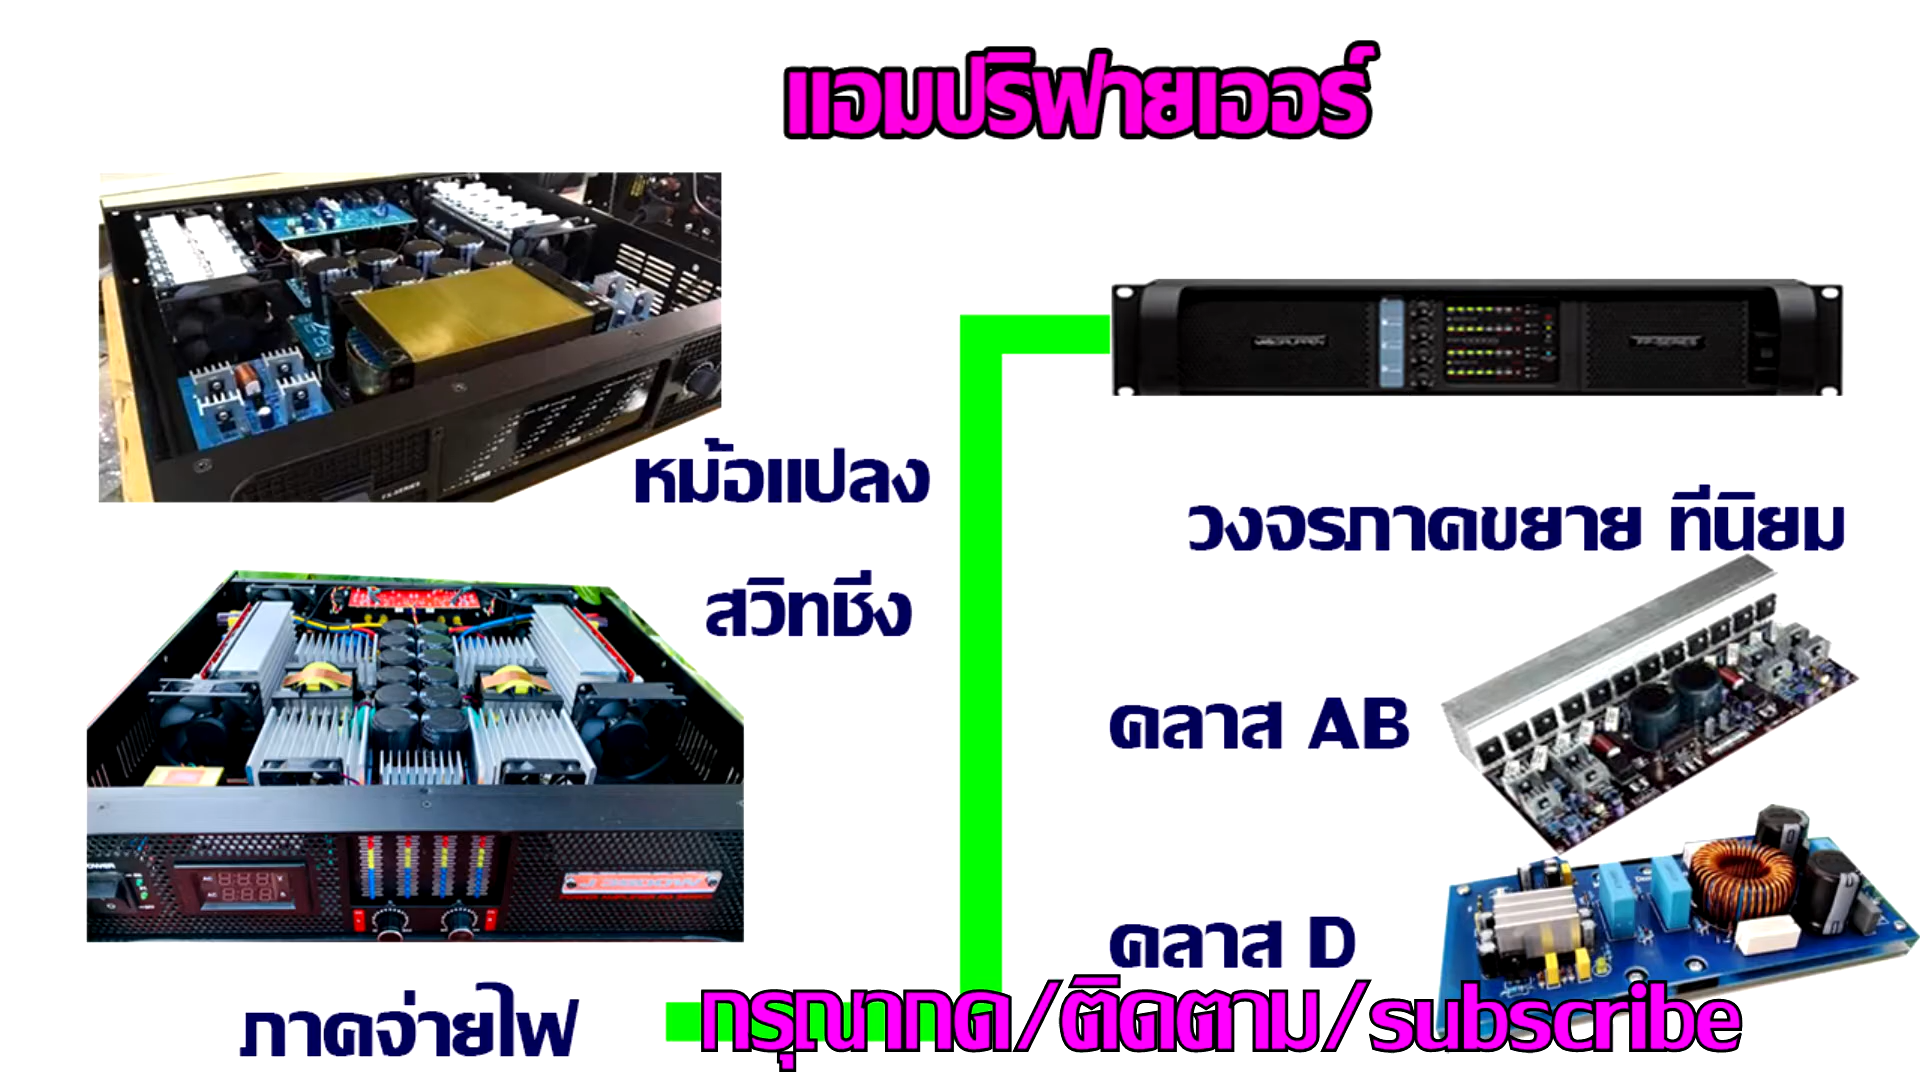 แอมปริฟายเออร์
หม้อแปลง
วงจรภาคขยาย ที่นิยม
สวิทชิ่ง
คลาส AB
คลาส D
ภาคจ่ายไฟ
กรุณากด/ติดตาม/subscribe